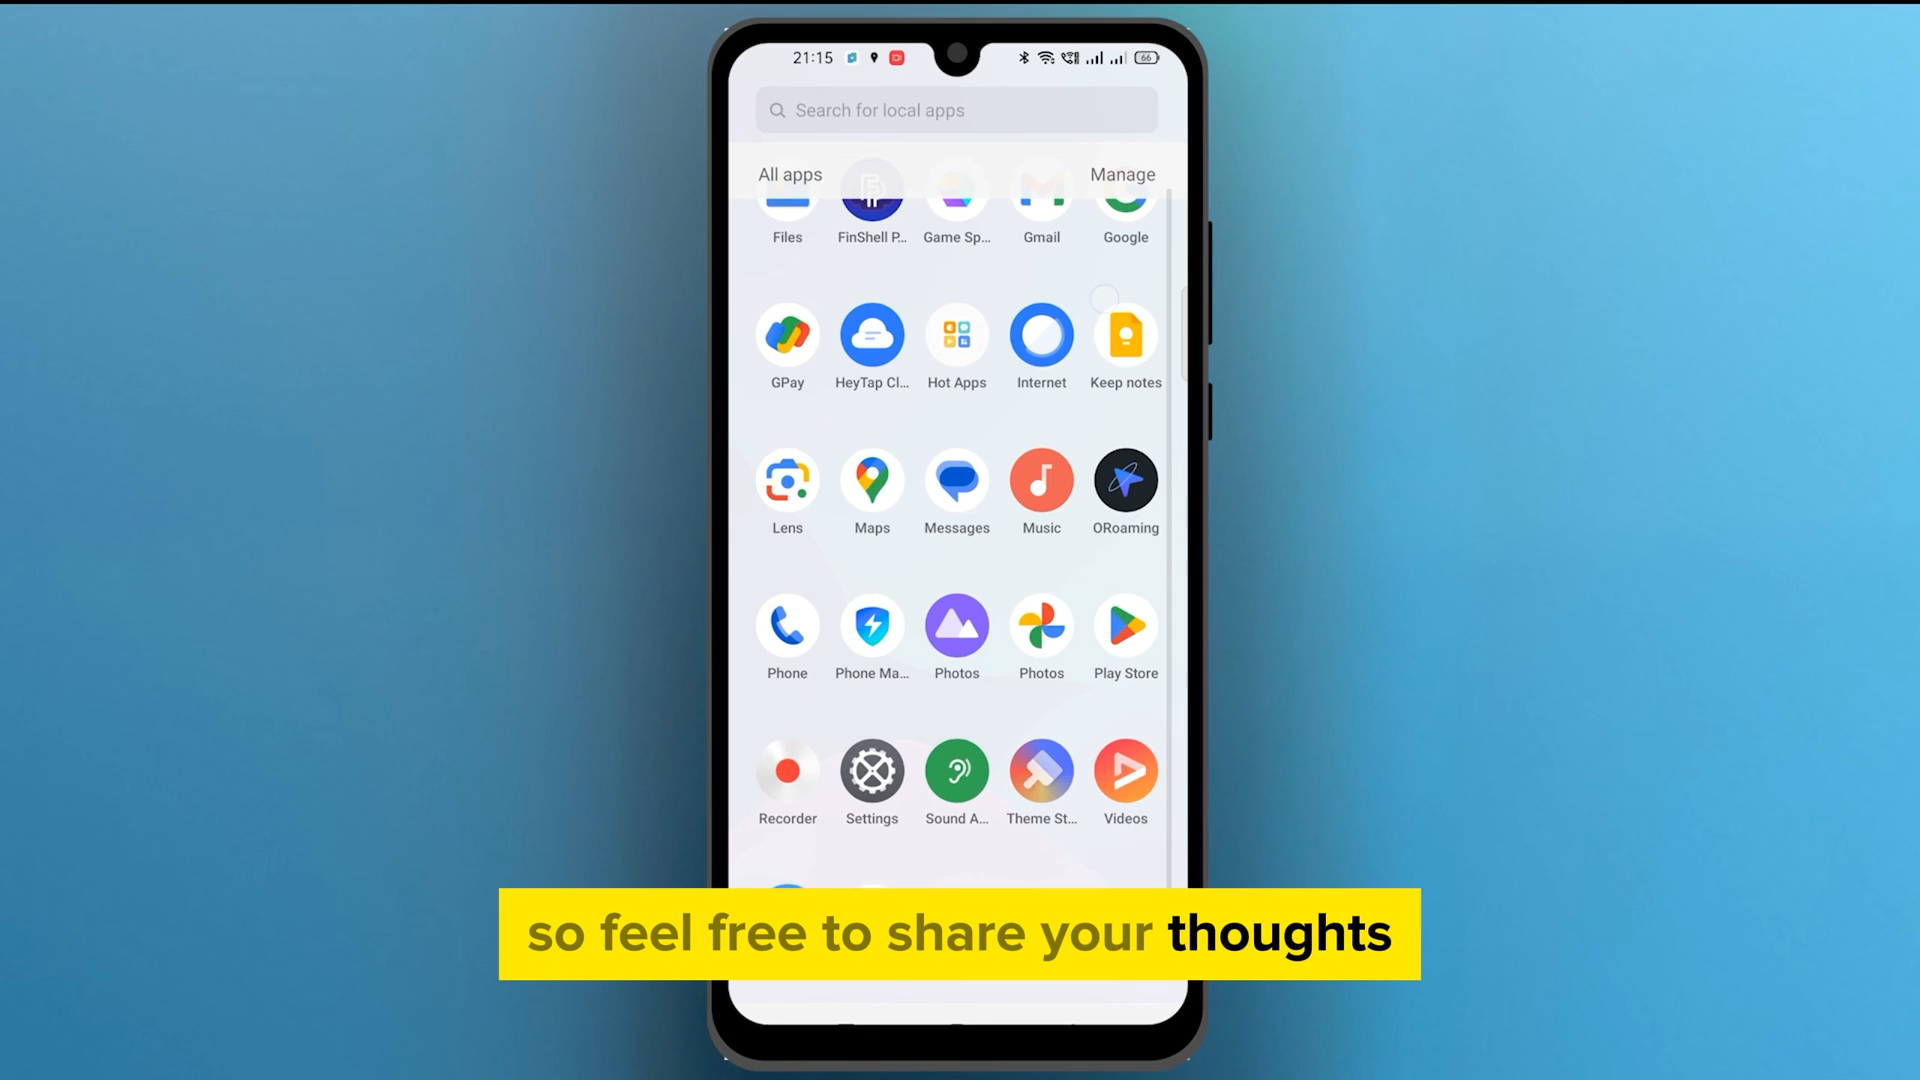 21:15
66
Search for local apps
All apps Manage
Files FinShell P... Game Sp... Gmail Google
GPay HeyTap Cl... Hot Apps Internet Keep notes
Lens Maps Messages Music ORoaming
Phone Phone Ma... Photos Photos Play Store
Recorder Settings Sound A... Theme St... Videos
so feel free to share your thoughts